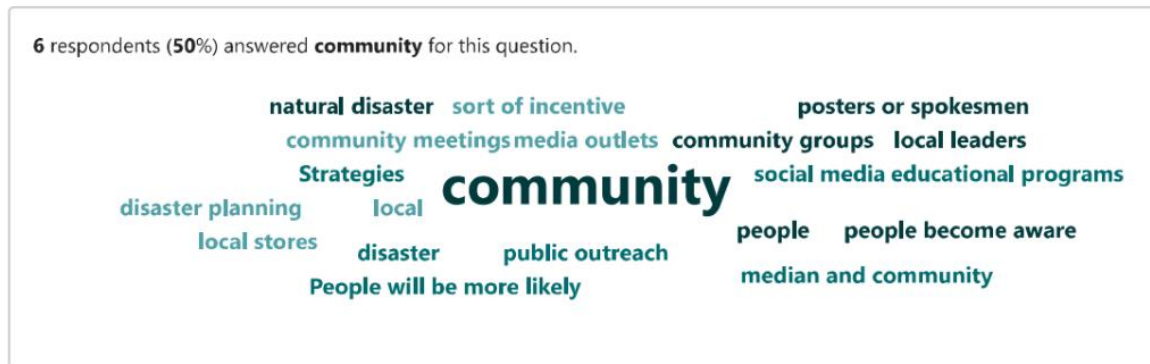 6 respondents (50%) answered community for this question.
natural disaster sort of incentive posters or spokesmen
community meetings media outlets community groups local leaders
Strategies community social media educational programs
disaster planning local
people people become aware
local stores disaster public outreach
median and community
People will be more likely